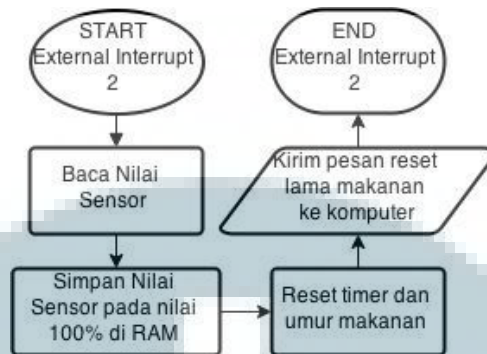 START
External Interrupt
2
Baca Nilai
Sensor
Simpan Nilai
Sensor pada nilai
100% di RAM
Reset timer dan
umur makanan
Kirim pesan reset
lama makanan
ke komputer
END
External Interrupt
2